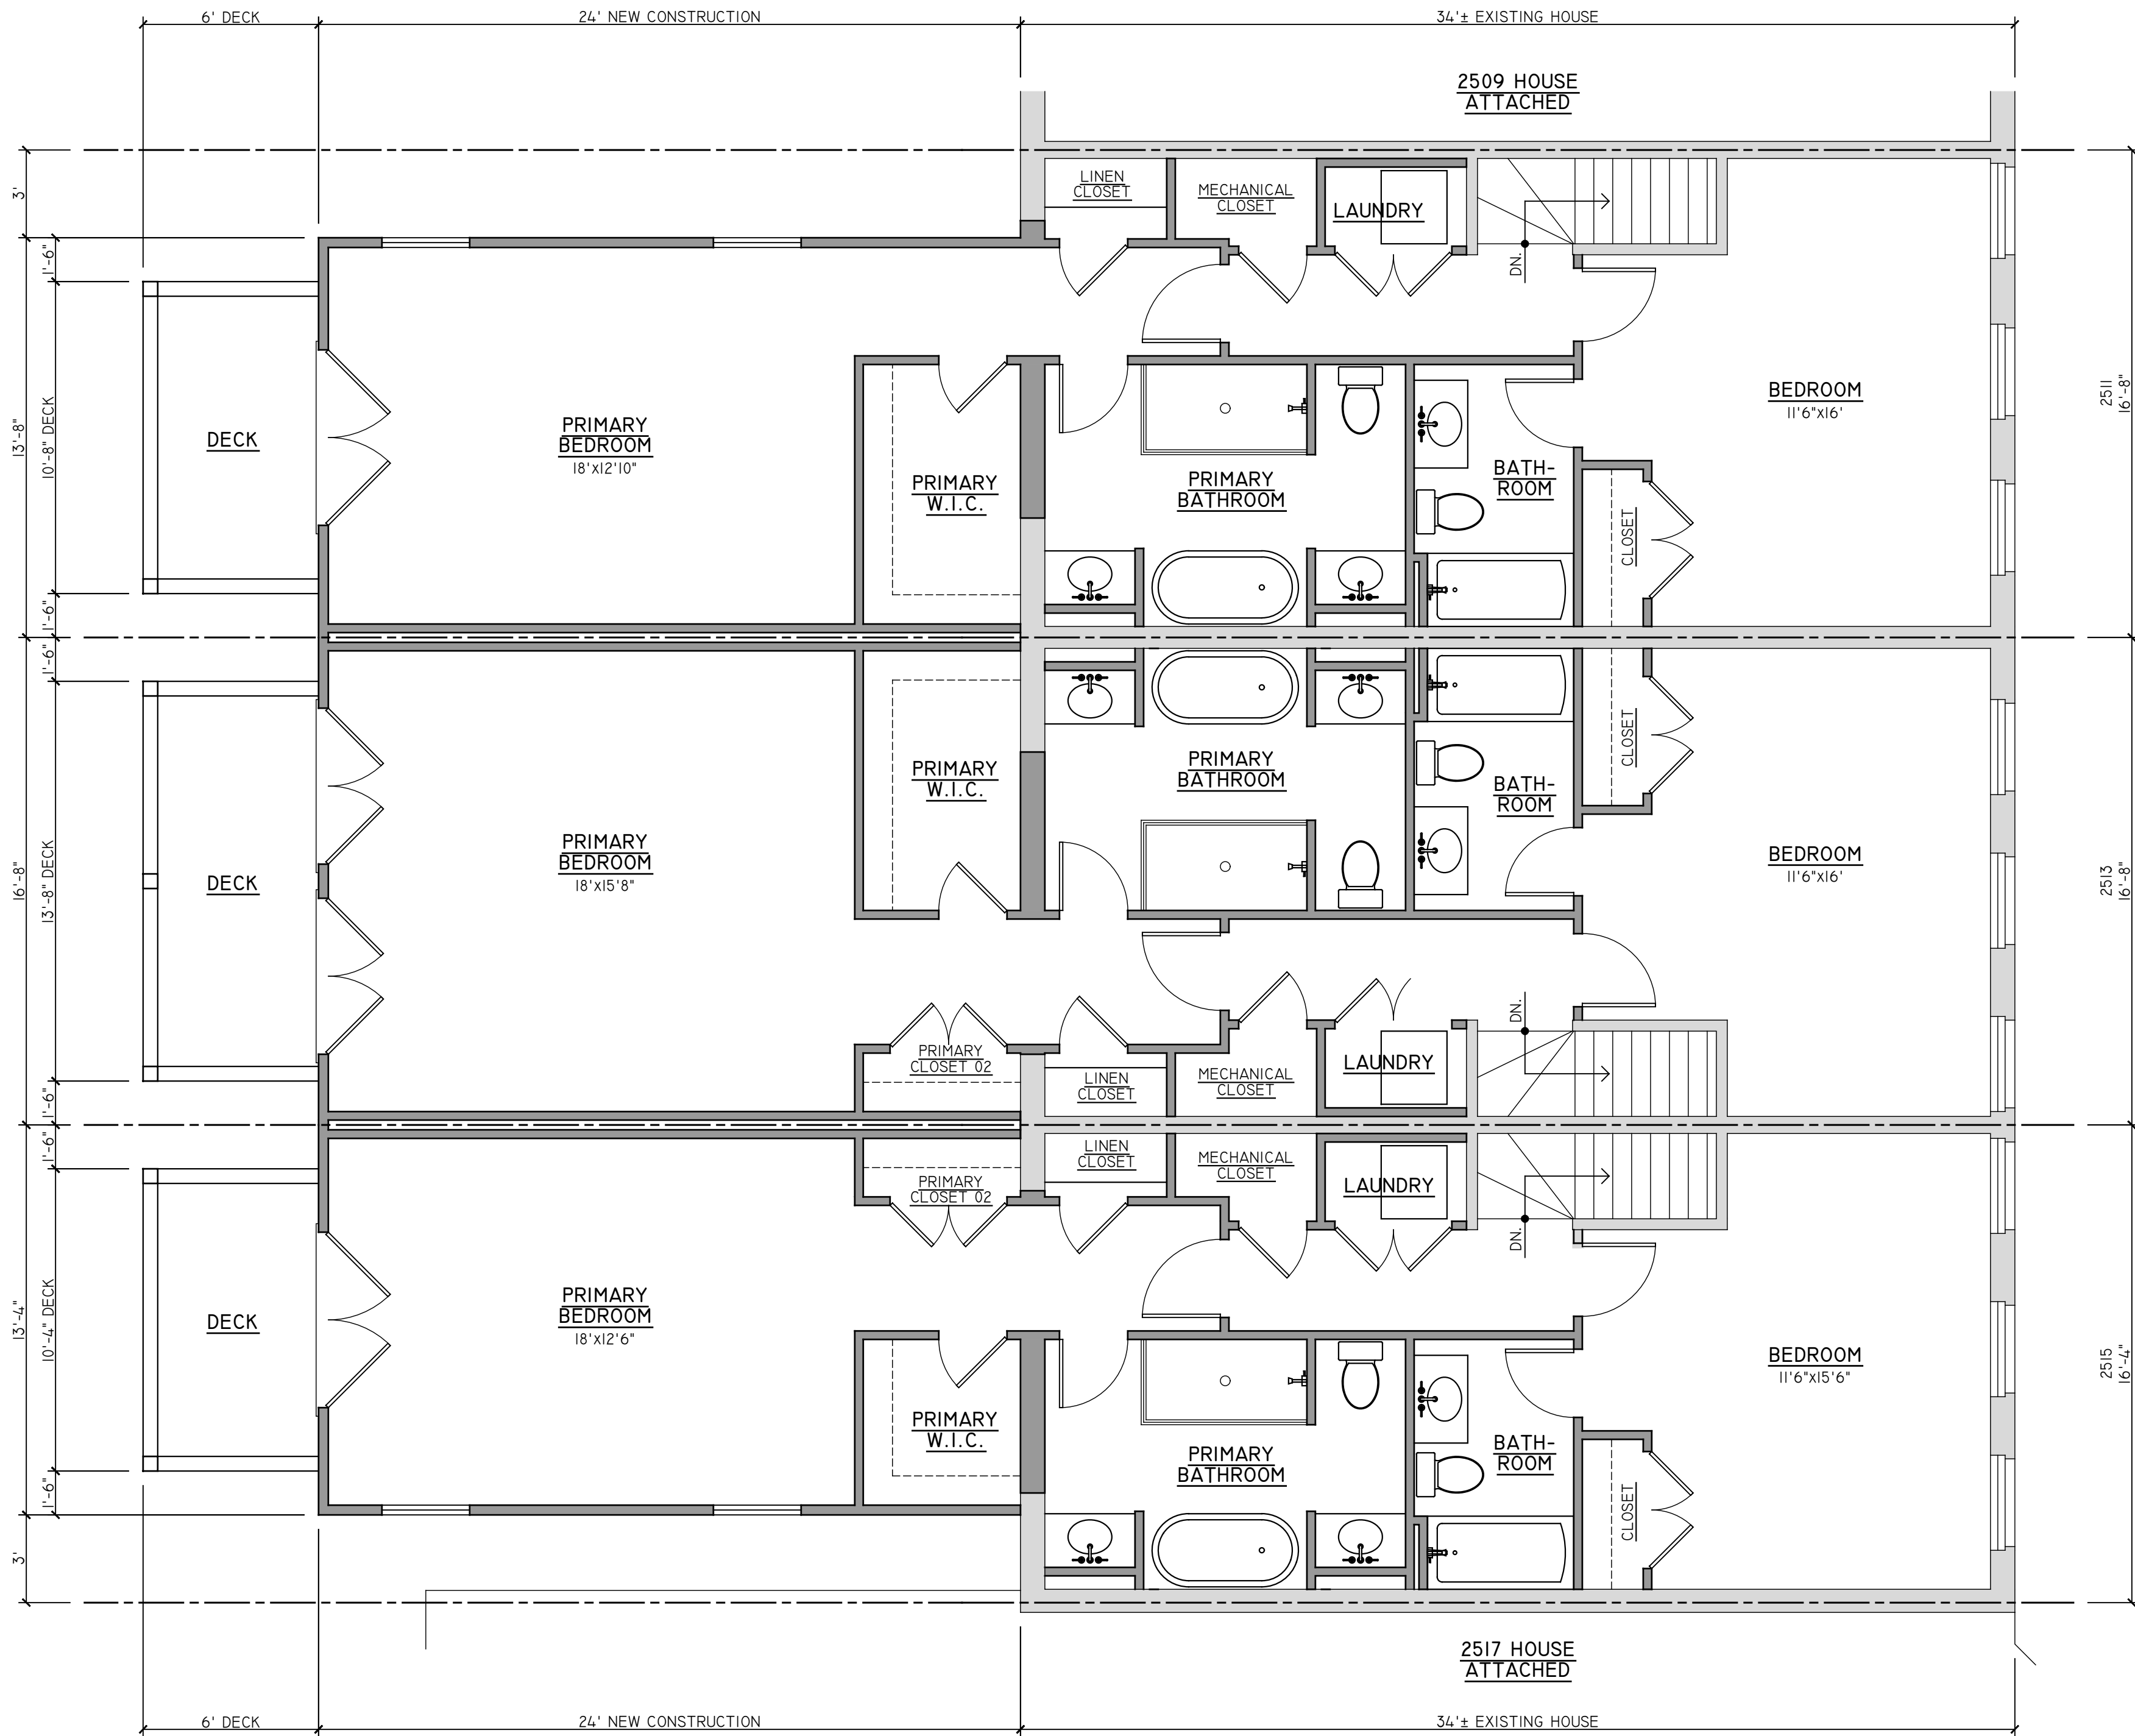 6' DECK
24' NEW CONSTRUCTION
34'± EXISTING HOUSE
2509 HOUSE
ATTACHED
3'
13'-8"
16'-8"
13'-4"
3'
1'-6"
10'-8" DECK
1'-6"
1'-6"
13'-8" DECK
1'-6"
1'-6"
10'-4" DECK
1'-6"
LINEN
CLOSET
MECHANICAL
CLOSET
LAUNDRY
DN.
DECK
PRIMARY
BEDROOM
18'x12'10"
PRIMARY
W.I.C.
PRIMARY
BATHROOM
BATH-
ROOM
CLOSET
BEDROOM
11'6"x16'
2511
16'-8"
DECK
PRIMARY
BEDROOM
18'x15'8"
PRIMARY
W.I.C.
PRIMARY
BATHROOM
BATH-
ROOM
CLOSET
BEDROOM
11'6"x16'
2513
16'-8"
PRIMARY
CLOSET 02
LINEN
CLOSET
MECHANICAL
CLOSET
LAUNDRY
DN.
PRIMARY
CLOSET 02
LINEN
CLOSET
MECHANICAL
CLOSET
LAUNDRY
DN.
DECK
PRIMARY
BEDROOM
18'x12'6"
PRIMARY
W.I.C.
PRIMARY
BATHROOM
BATH-
ROOM
CLOSET
BEDROOM
11'6"x15'6"
2515
16'-4"
2517 HOUSE
ATTACHED
6' DECK
24' NEW CONSTRUCTION
34'± EXISTING HOUSE